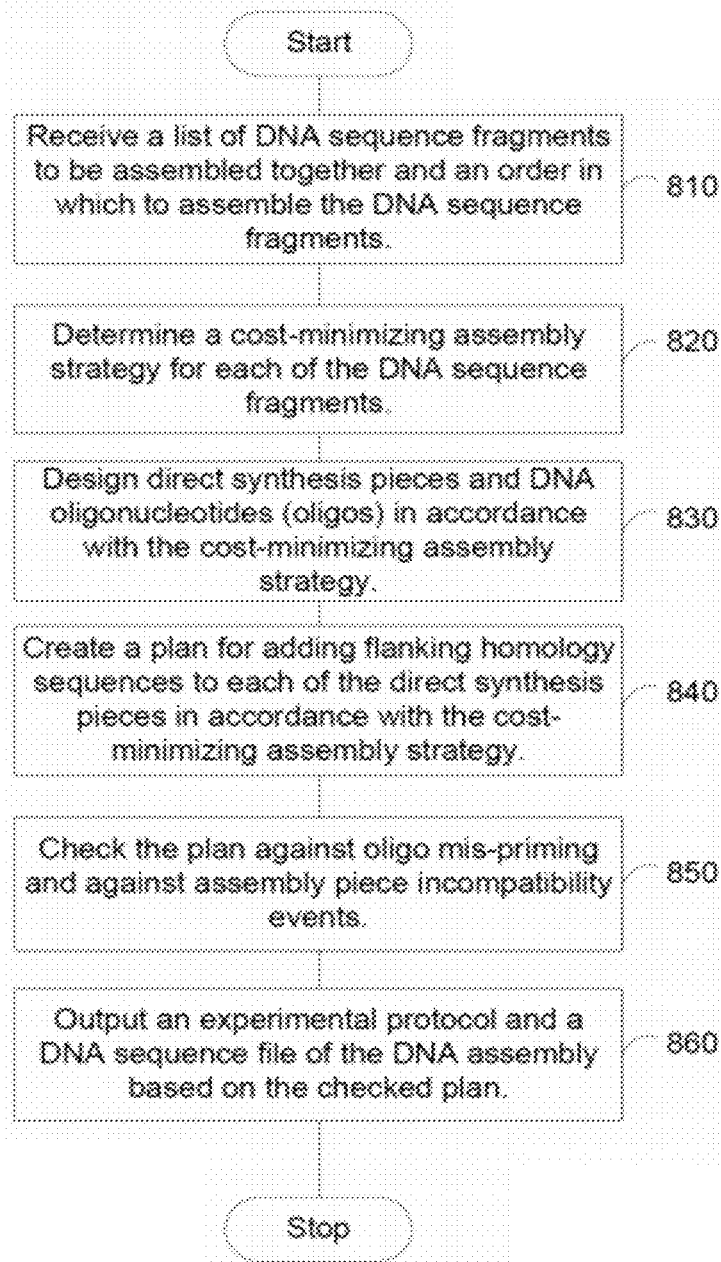 Start
Receive a list of DNA sequence fragments
to be assembled together and an order in
which to assemble the DNA sequence
fragments.
810
Determine a cost-minimizing assembly
strategy for each of the DNA sequence
fragments.
820
Design direct synthesis pieces and DNA
oligonucleotides (oligos) in accordance
with the cost-minimizing assembly
strategy.
830
Create a plan for adding flanking homology
sequences to each of the direct synthesis
pieces in accordance with the cost-
minimizing assembly strategy.
840
Check the plan against oligo mis-priming
and against assembly piece incompatibility
events.
850
Output an experimental protocol and a
DNA sequence file of the DNA assembly
based on the checked plan.
860
Stop